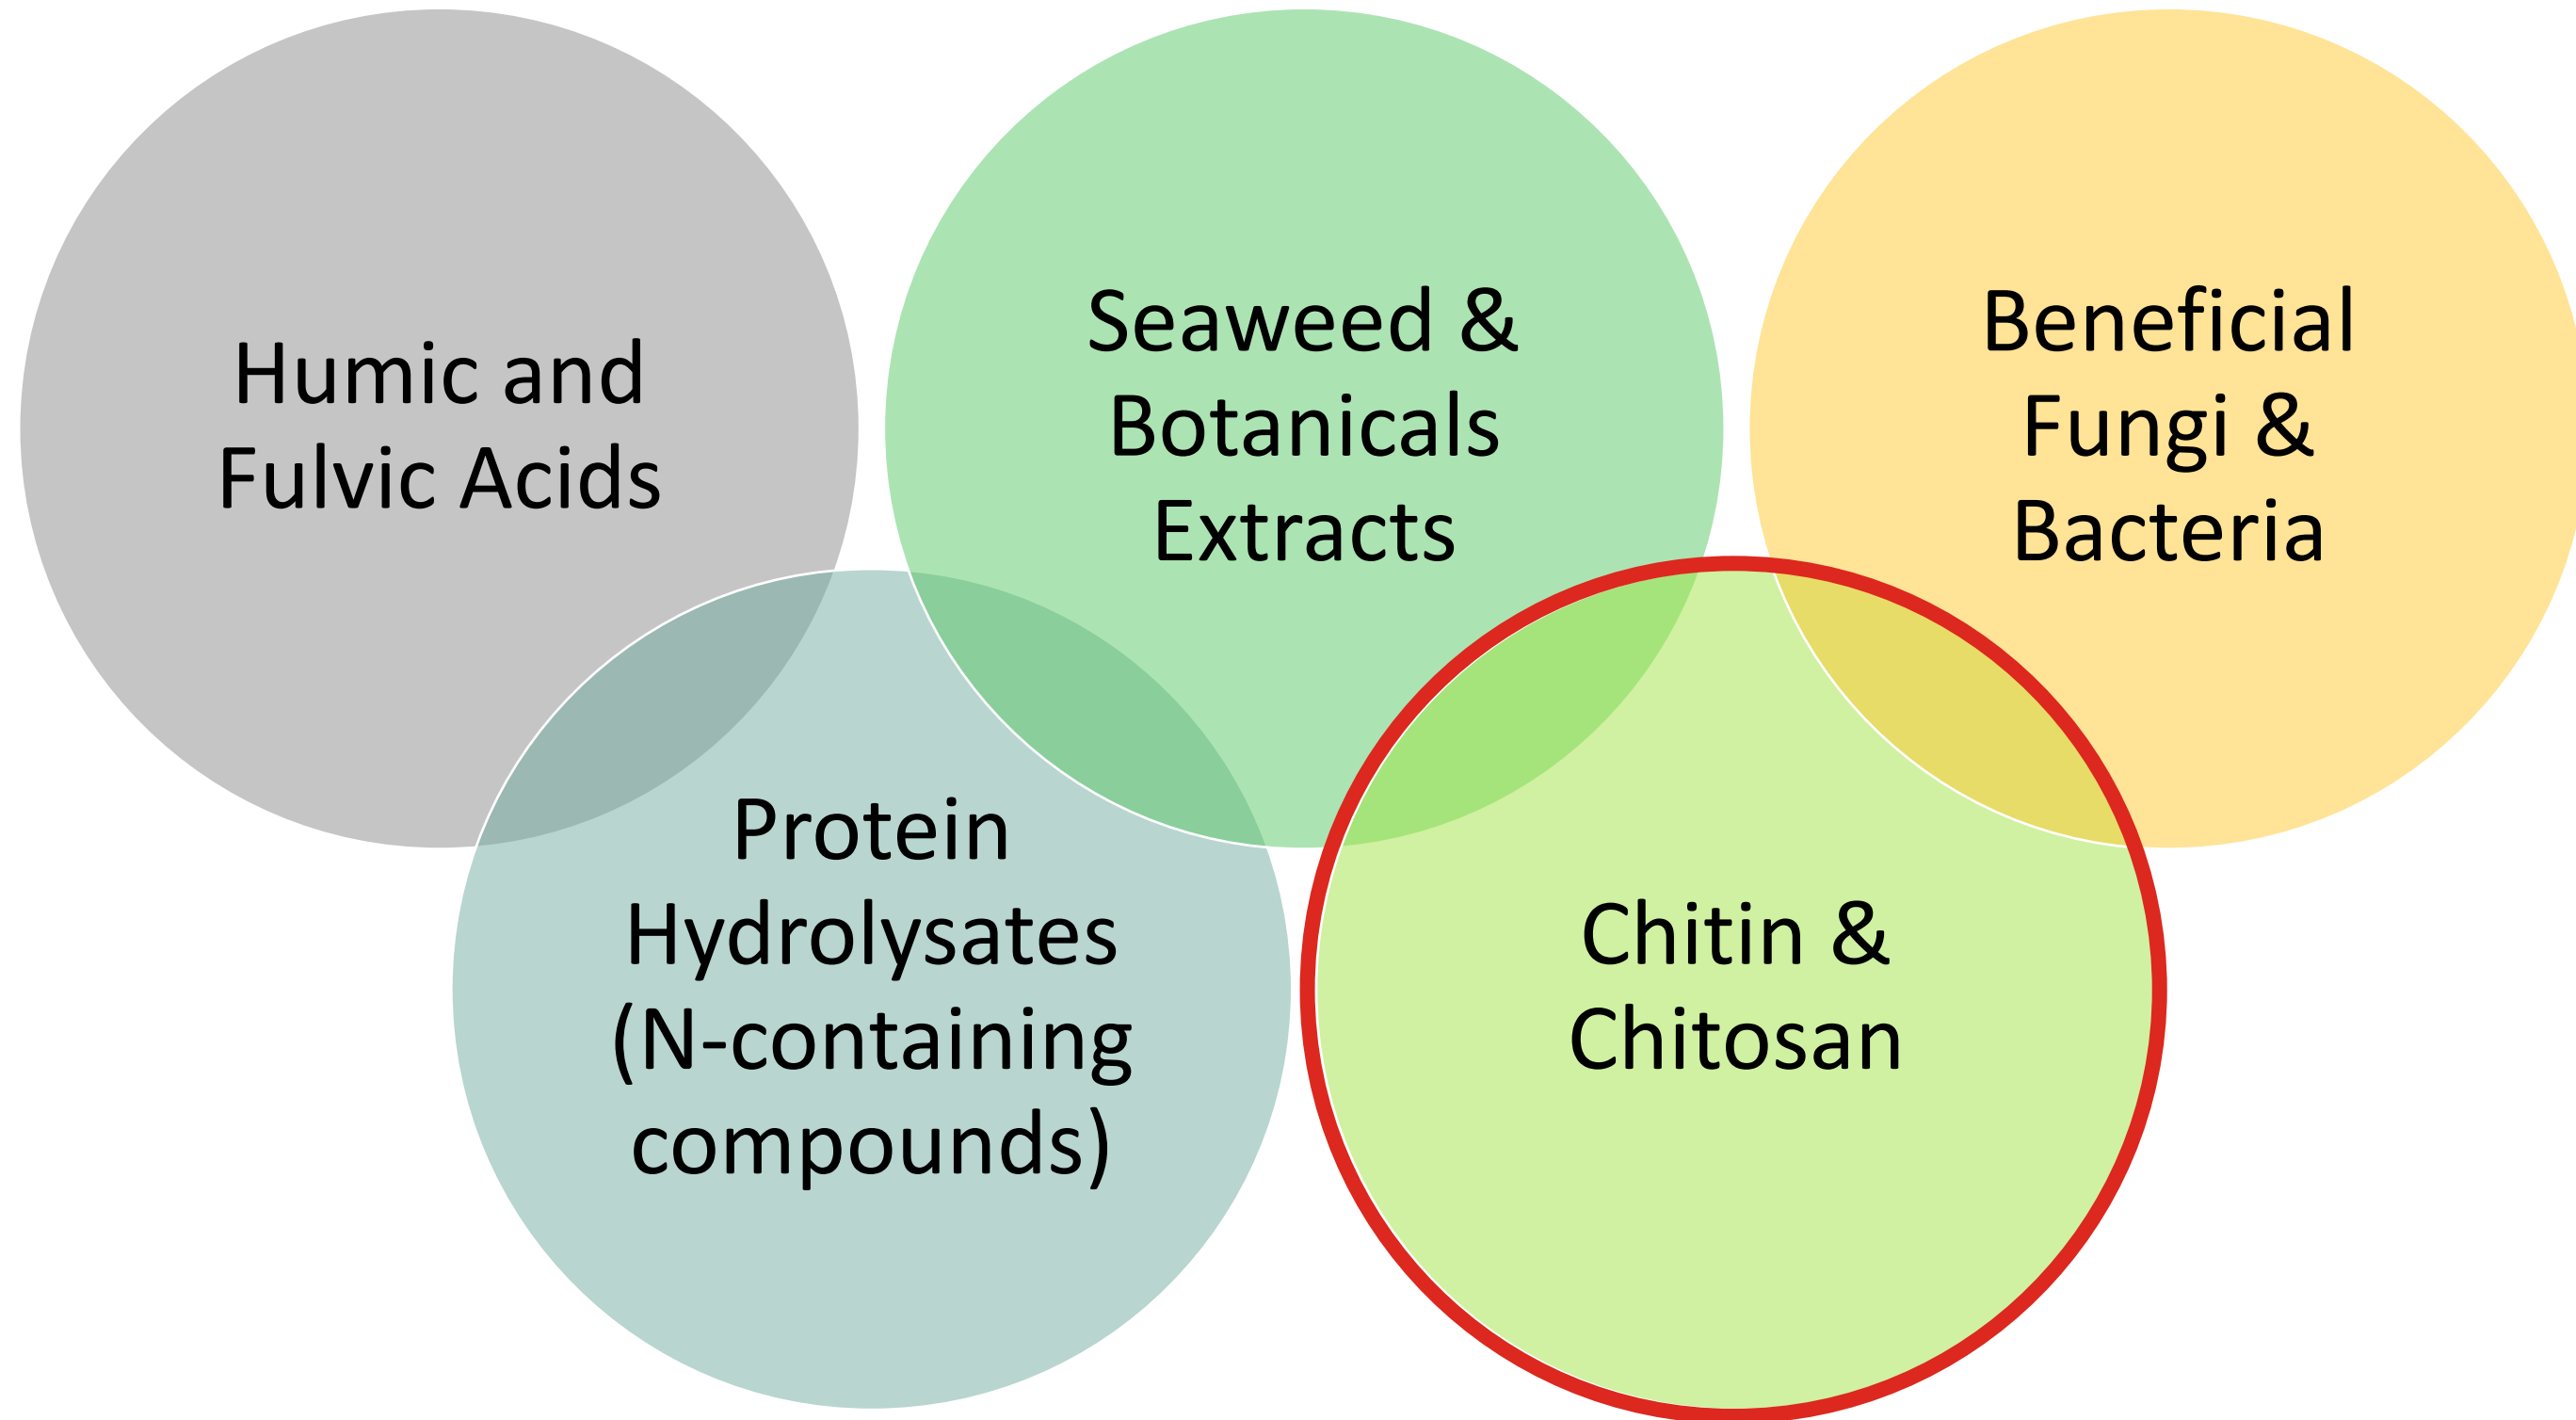 Humic and
Fulvic Acids
Seaweed &
Botanicals
Extracts
Beneficial
Fungi &
Bacteria
Protein
Hydrolysates
(N-containing
compounds)
Chitin &
Chitosan